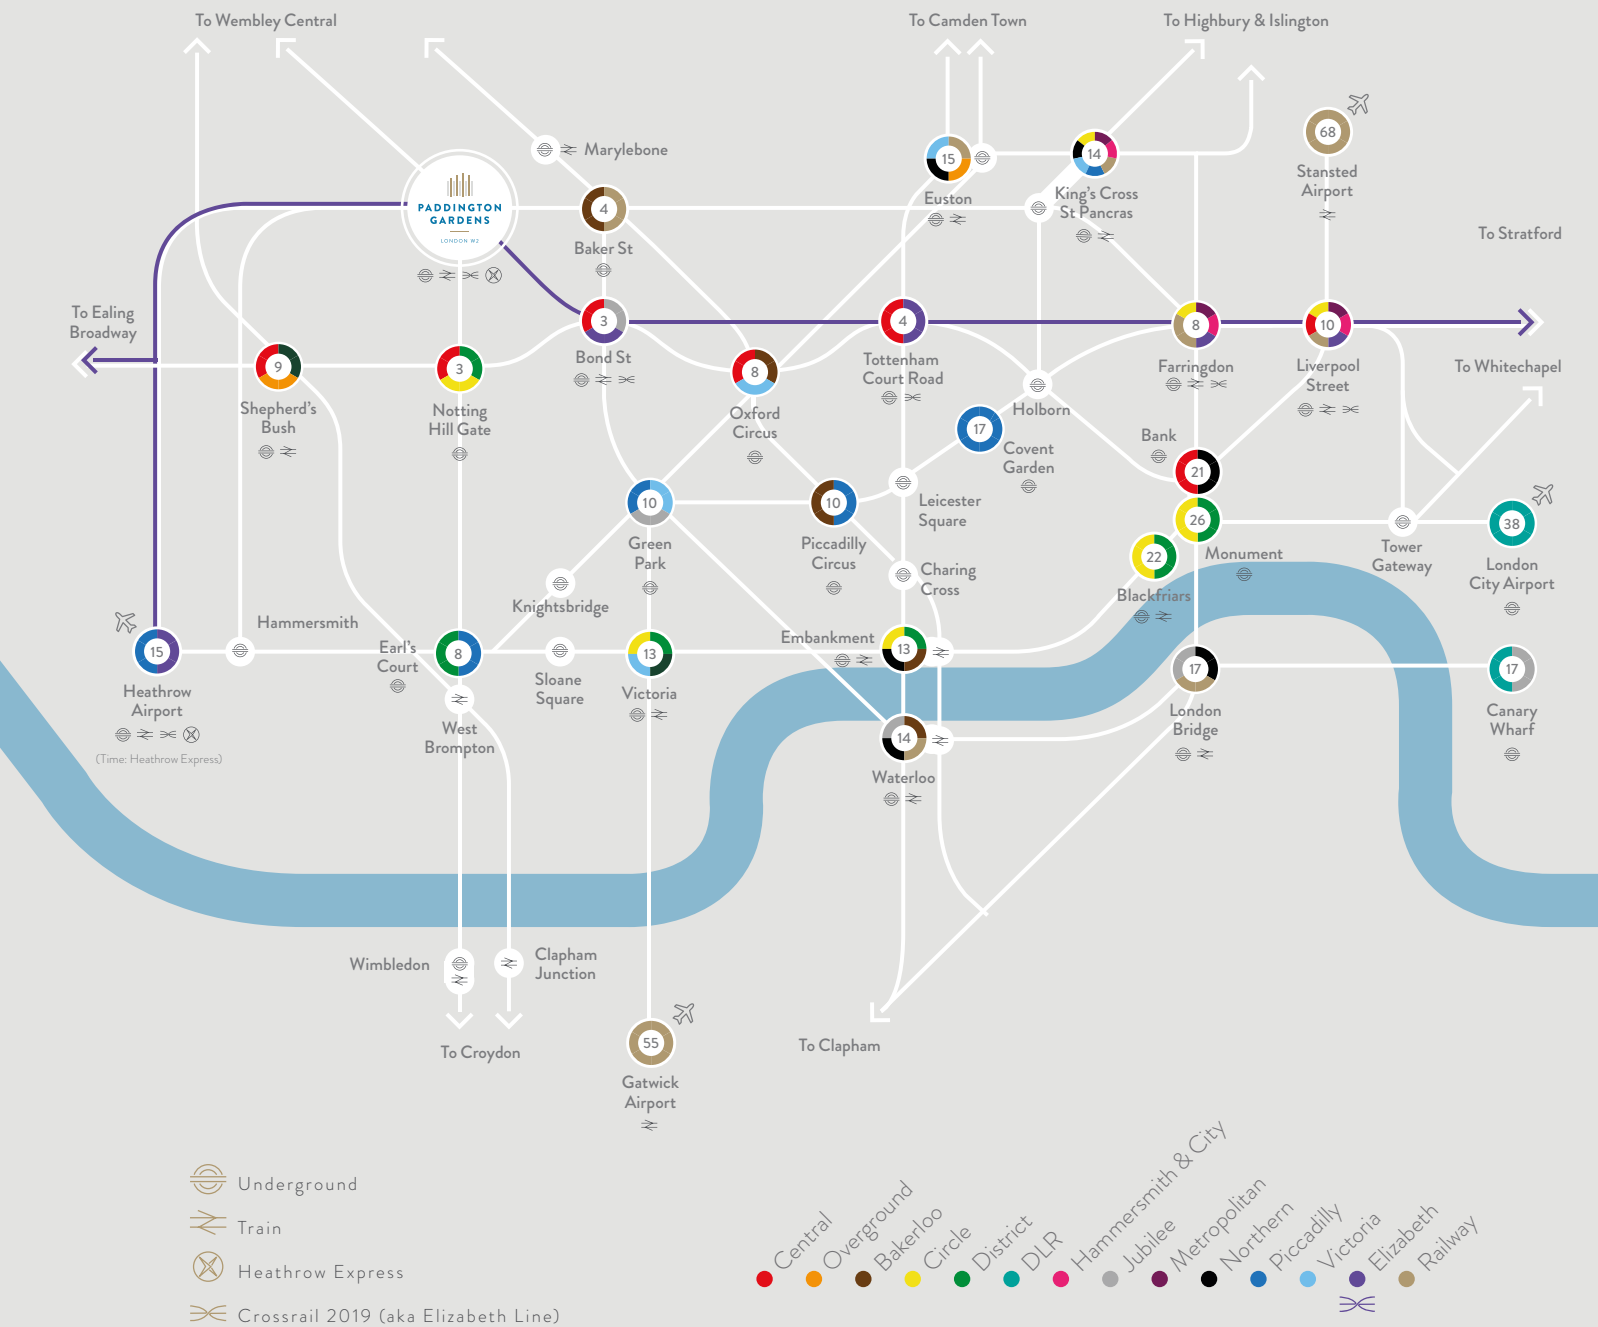 To Wembley Central
To Camden Town
To Highbury & Islington
68
Stansted
Airport
Marylebone
15
Euston
14
King's Cross
St Pancras
PADDINGTON
GARDENS
LONDON W2
4
Baker St
To Stratford
To Ealing
Broadway
3
Bond St
4
Tottenham
Court Road
8
Farringdon
10
Liverpool
Street
To Whitechapel
9
Shepherd's
Bush
3
Notting
Hill Gate
8
Oxford
Circus
Holborn
17
Covent
Garden
Bank
21
26
Monument
22
Blackfriars
10
Green
Park
10
Piccadilly
Circus
Leicester
Square
Tower
Gateway
38
London
City Airport
Knightsbridge
Charing
Cross
15
Heathrow
Airport
(Time: Heathrow Express)
Hammersmith
Earl's
Court
8
Sloane
Square
13
Victoria
Embankment
13
17
London
Bridge
17
Canary
Wharf
West
Brompton
14
Waterloo
Wimbledon
Clapham
Junction
To Croydon
55
Gatwick
Airport
To Clapham
Underground
Train
Heathrow Express
Crossrail 2019 (aka Elizabeth Line)
Central
Overground
Bakerloo
Circle
District
DLR
Hammersmith & City
Jubilee
Metropolitan
Northern
Piccadilly
Victoria
Elizabeth
Railway